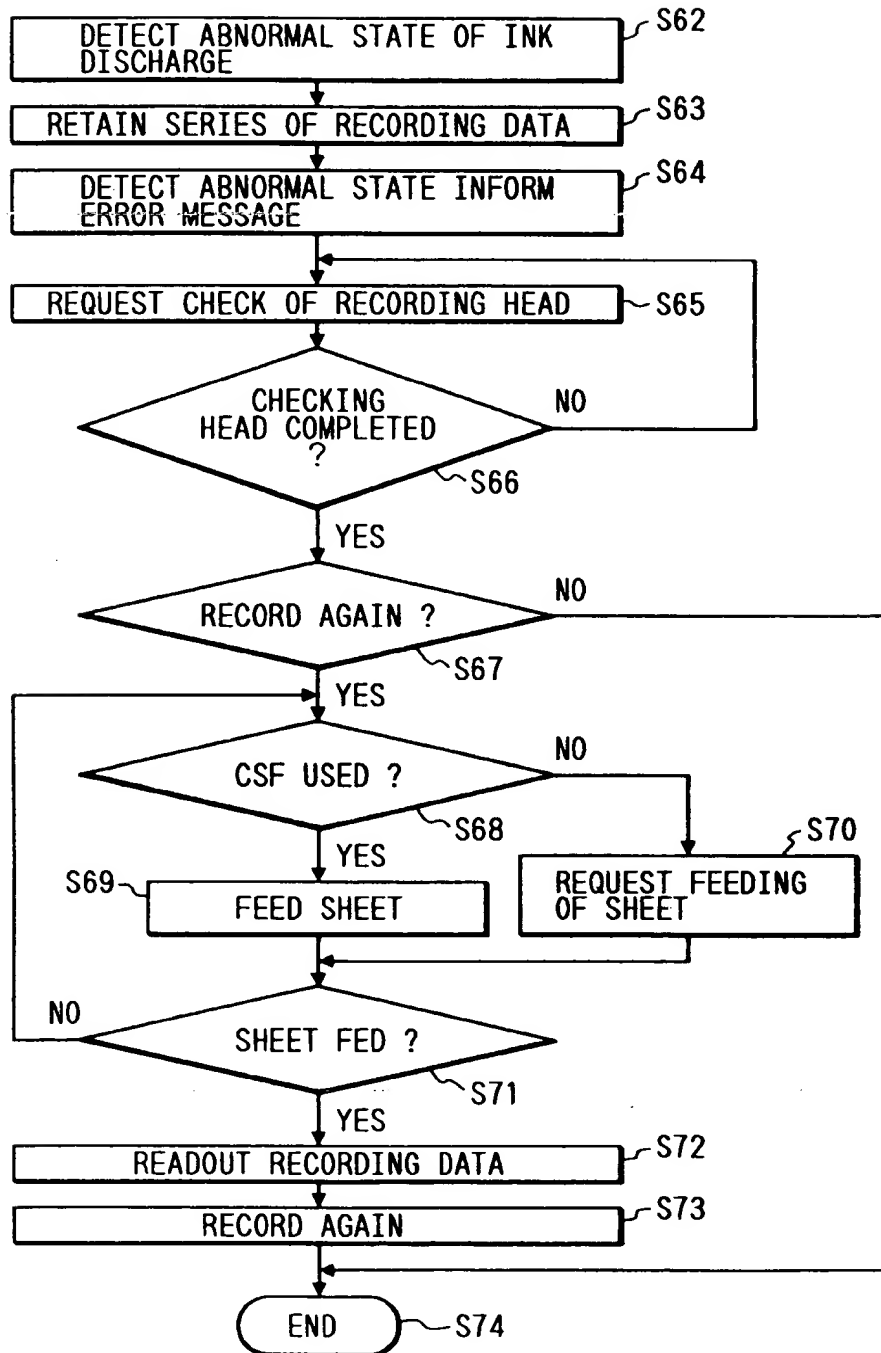 S62
DETECT ABNORMAL STATE OF INK
DISCHARGE
S63
RETAIN SERIES OF RECORDING DATA
S64
DETECT ABNORMAL STATE INFORM
ERROR MESSAGE
REQUEST CHECK OF RECORDING HEAD
S65
CHECKING
HEAD COMPLETED
?
NO
S66
YES
RECORD AGAIN ?
NO
S67
YES
CSF USED ?
NO
S68
YES
S70
S69
FEED SHEET
REQUEST FEEDING
OF SHEET
NO
SHEET FED ?
S71
YES
S72
READOUT RECORDING DATA
S73
RECORD AGAIN
END
S74